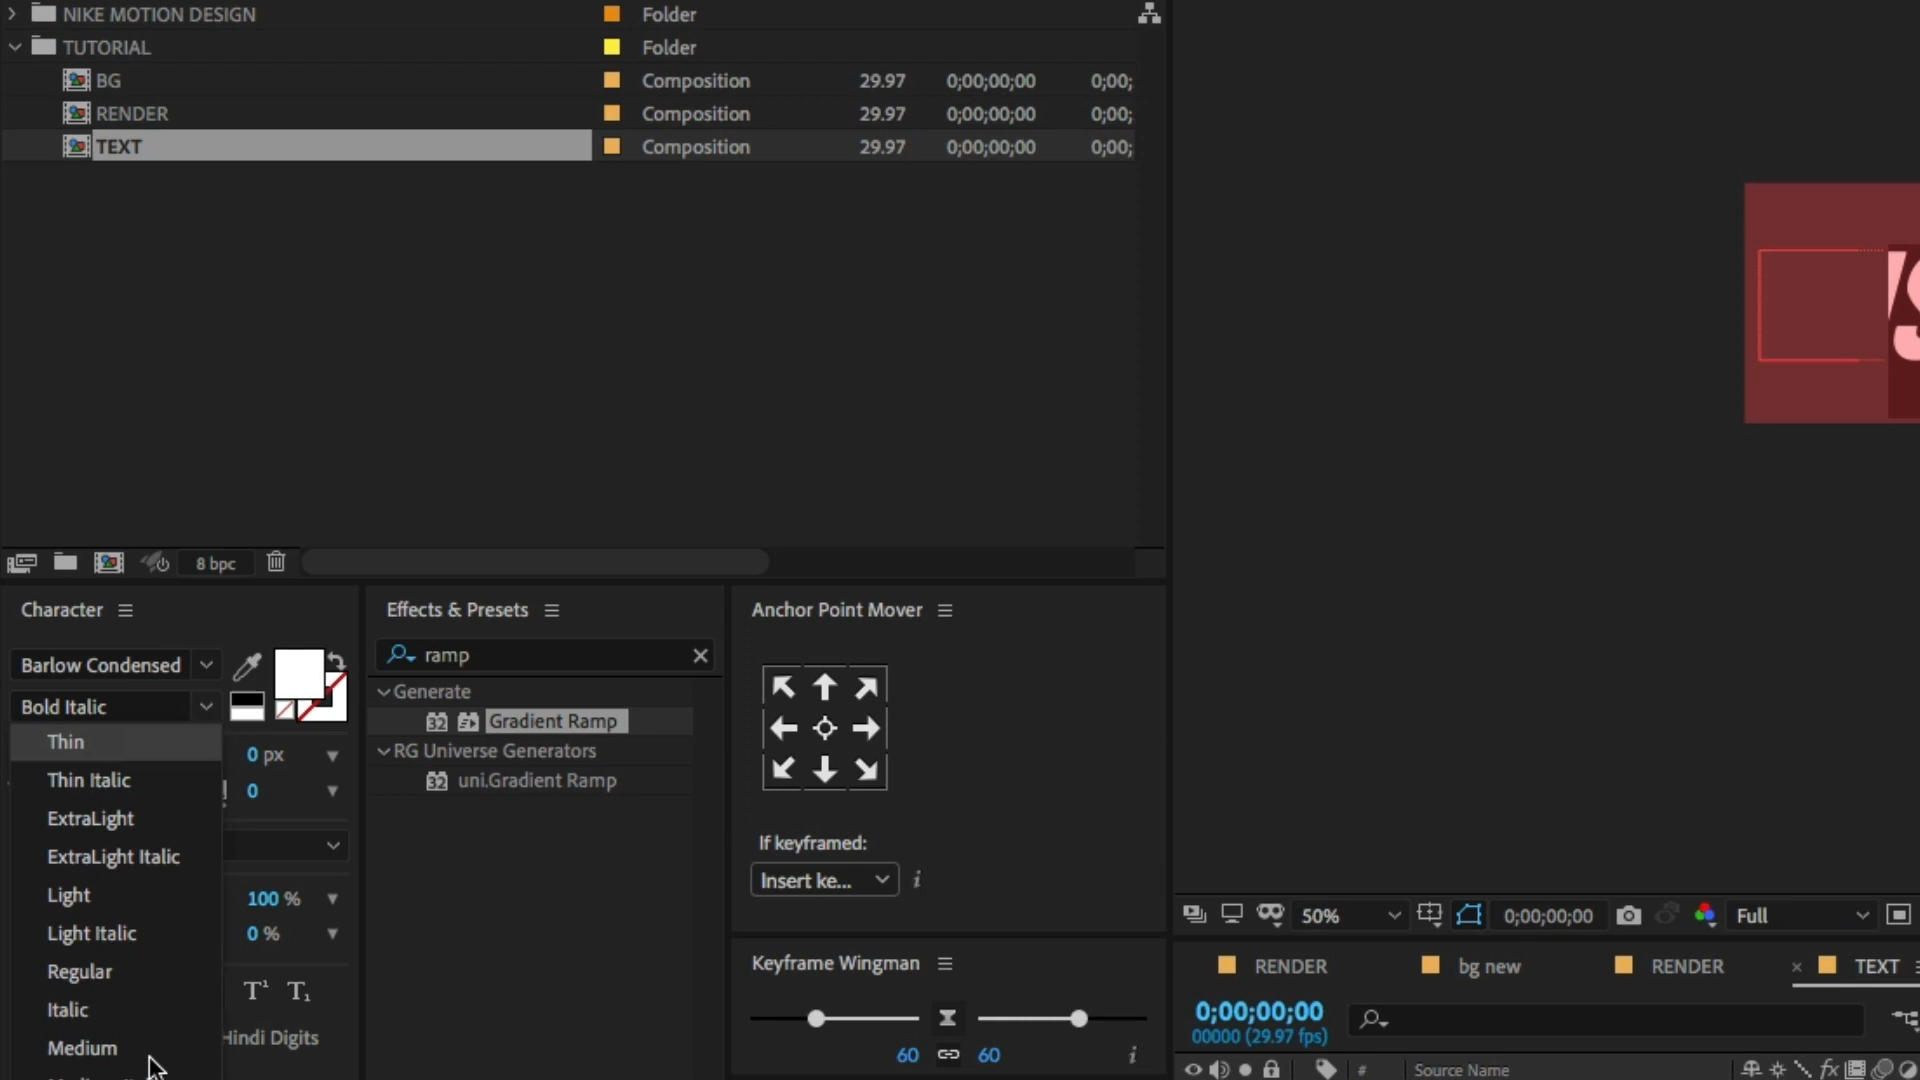 NIKE MOTION DESIGN Folder
TUTORIAL Folder
BG Composition 29.97 0;00;00;00 0;00;
RENDER Composition 29.97 0;00;00;00 0;00;
TEXT Composition 29.97 0;00;00;00 0;00;
8 bpc
Character
Barlow Condensed
Bold Italic
Thin
Thin Italic
ExtraLight
ExtraLight Italic
Light
Light Italic
Regular
Italic
Medium
0 px
0
100 %
0 %
T¹ T₁
Hindi Digits
Effects & Presets
ramp
Generate
32 Gradient Ramp
RG Universe Generators
32 uni.Gradient Ramp
Anchor Point Mover
If keyframed:
Insert ke... i
Keyframe Wingman
60 60 i
50% 0;00;00;00 Full
RENDER bg new RENDER × TEXT
0;00;00;00
00000 (29.97 fps)
# Source Name fx